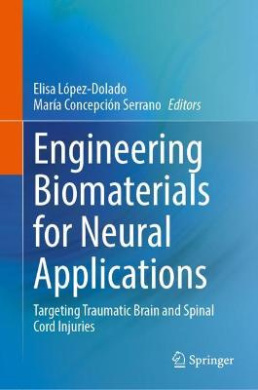 Elisa López-Dolado
María Concepción Serrano Editors
Engineering
Biomaterials
for Neural
Applications
Targeting Traumatic Brain and Spinal
Cord Injuries
Springer